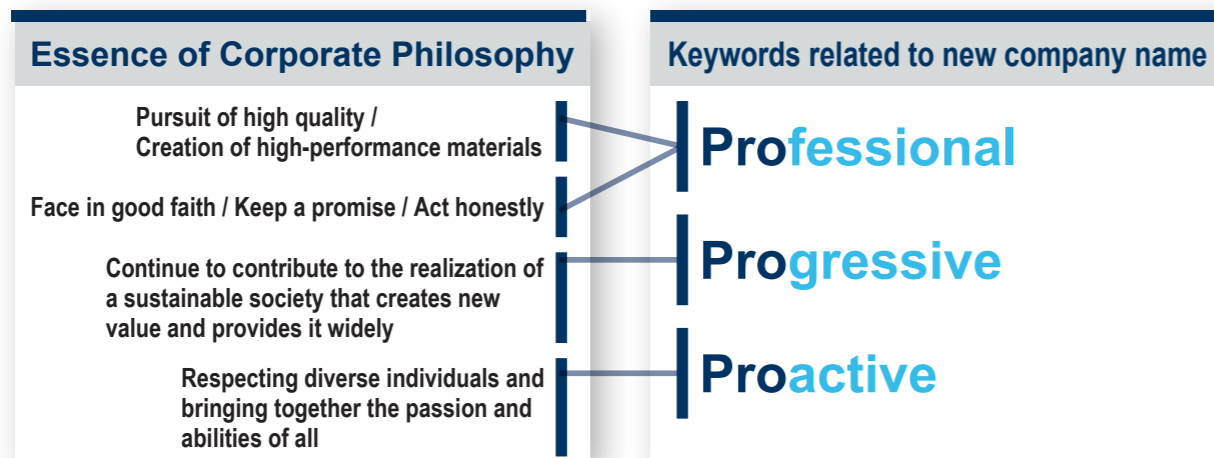 Essence of Corporate Philosophy
Pursuit of high quality /
Creation of high-performance materials
Face in good faith / Keep a promise / Act honestly
Continue to contribute to the realization of
a sustainable society that creates new
value and provides it widely
Respecting diverse individuals and
bringing together the passion and
abilities of all
Keywords related to new company name
Professional
Progressive
Proactive